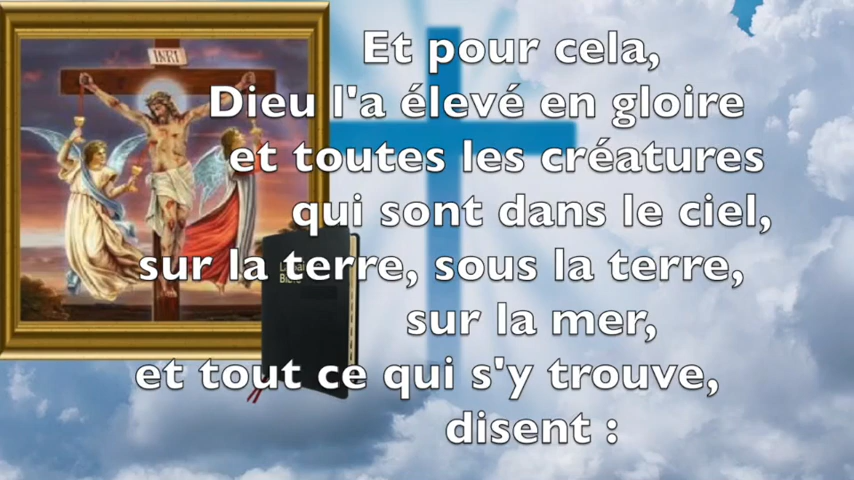 INRI
Et pour cela,
Dieu l'a élevé en gloire
et toutes les créatures
qui sont dans le ciel,
sur la terre, sous la terre,
sur la mer,
et tout ce qui s'y trouve,
disent :